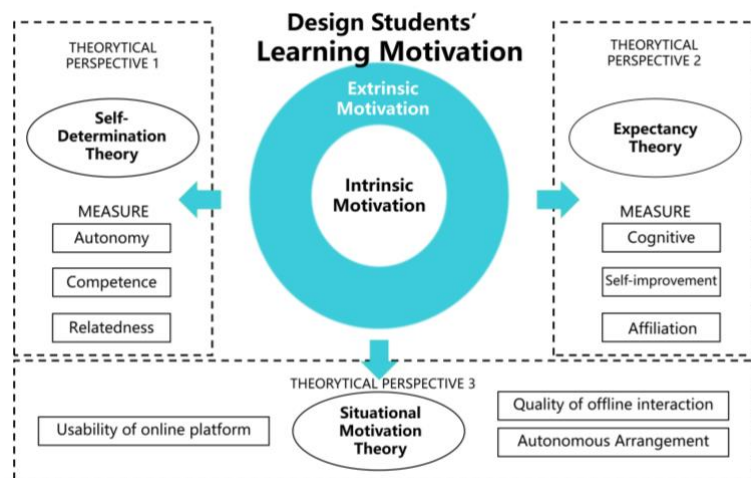 Design Students'
Learning Motivation
THEORYTICAL
PERSPECTIVE 1
Self-
Determination
Theory
MEASURE
Autonomy
Competence
Relatedness
Extrinsic
Motivation
Intrinsic
Motivation
THEORYTICAL
PERSPECTIVE 2
Expectancy
Theory
MEASURE
Cognitive
Self-improvement
Affiliation
THEORYTICAL PERSPECTIVE 3
Usability of online platform
Situational
Motivation
Theory
Quality of offline interaction
Autonomous Arrangement